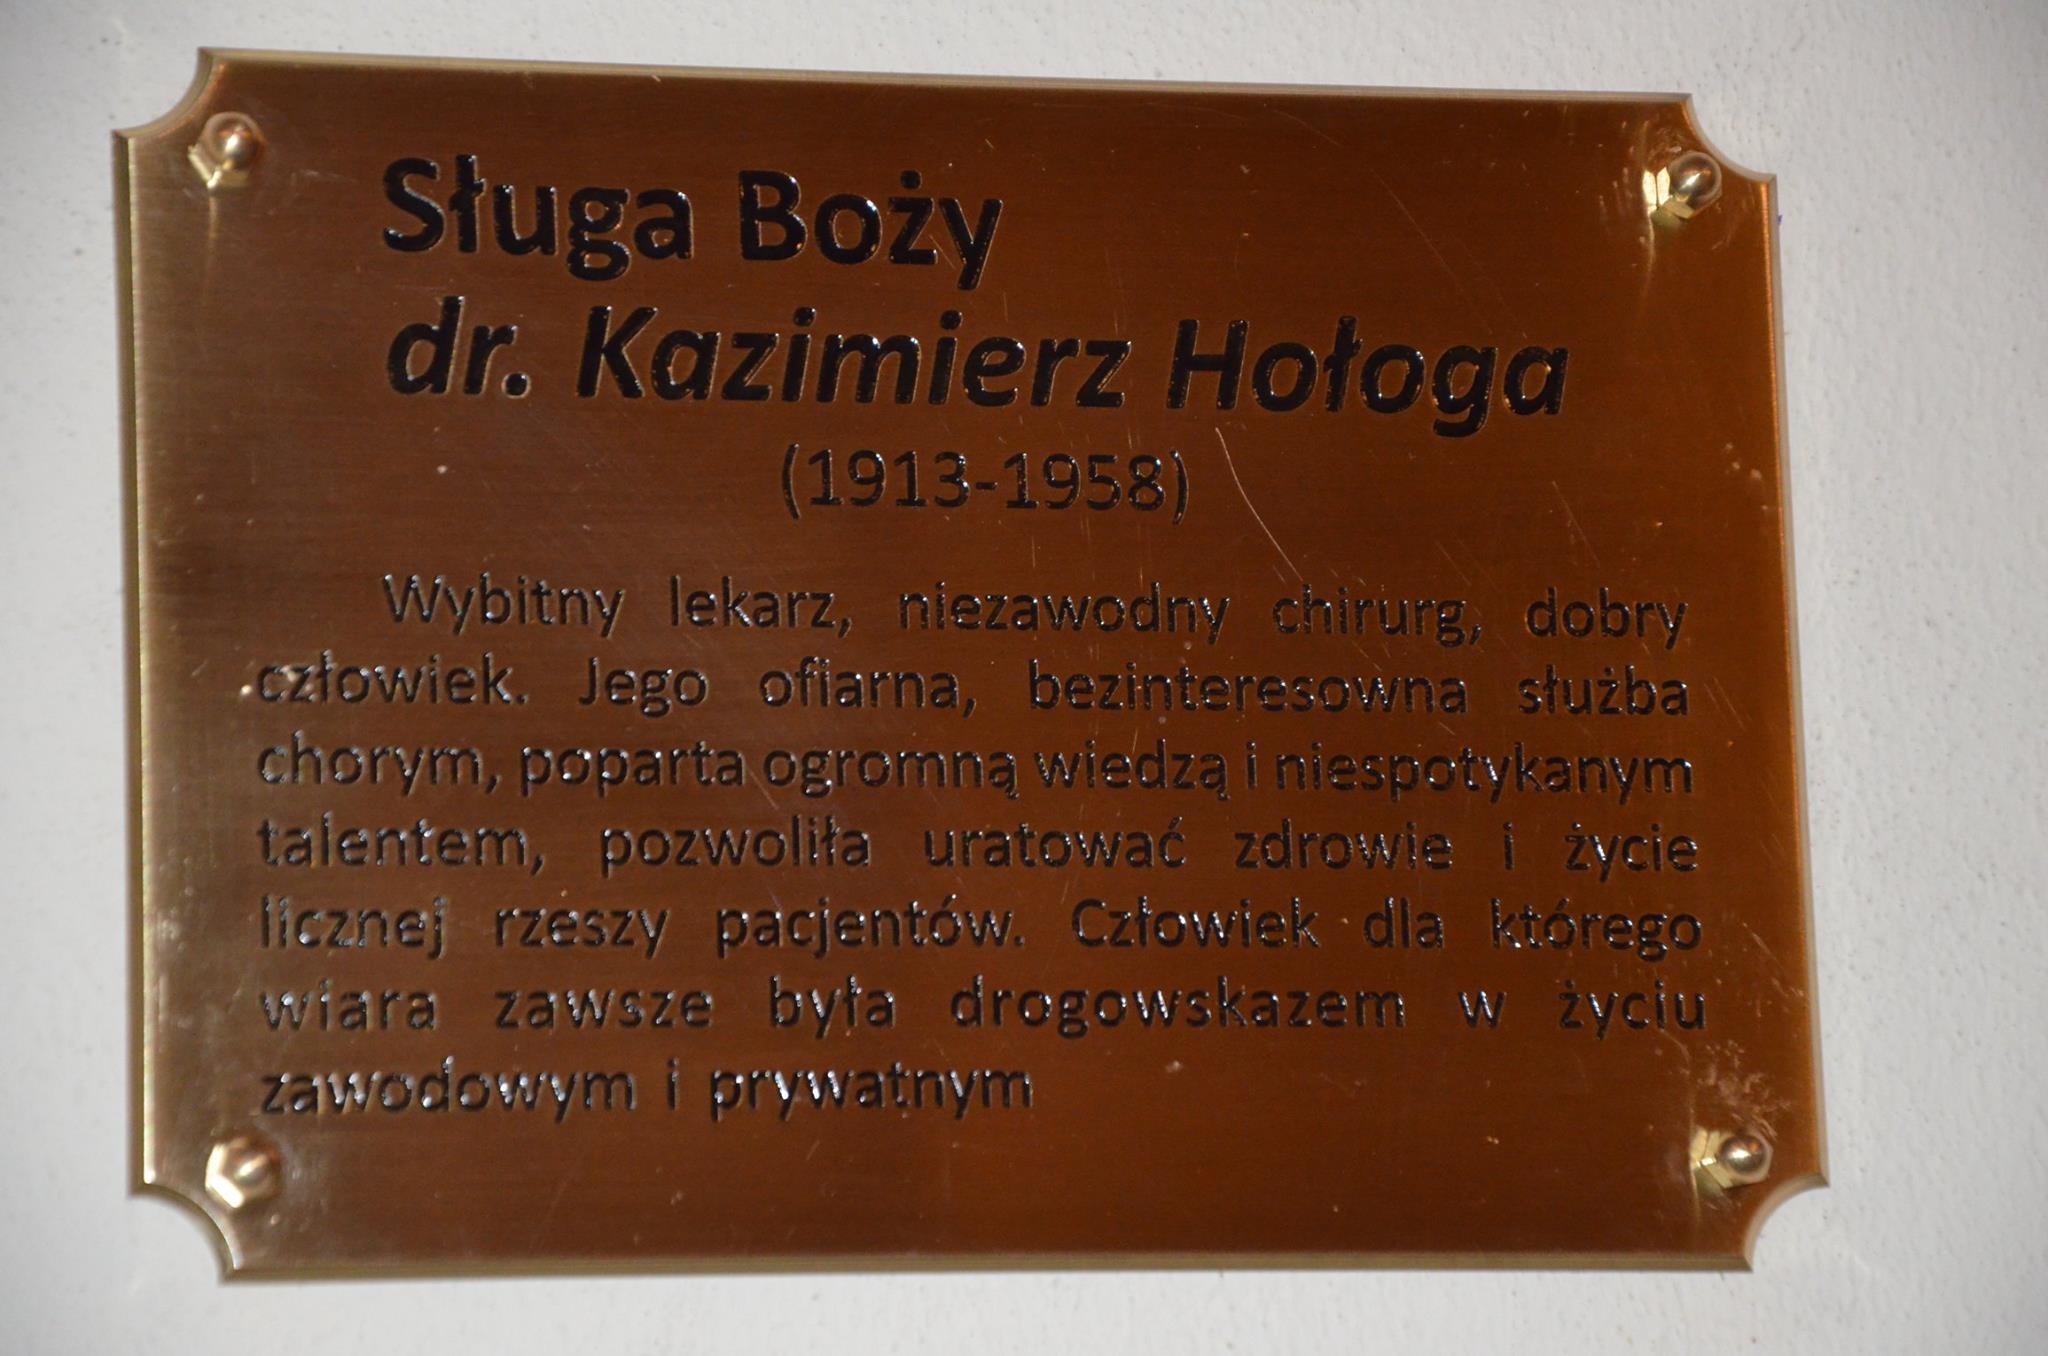 Sługa Boży
dr. Kazimierz Hołoga
(1913-1958)
Wybitny lekarz, niezawodny chirurg, dobry
człowiek. Jego ofiarna, bezinteresowna służba
chorym, poparta ogromną wiedzą i niespotykanym
talentem, pozwoliła uratować zdrowie i życie
licznej rzeszy pacjentów. Człowiek dla którego
wiara zawsze była drogowskazem w życiu
zawodowym i prywatnym